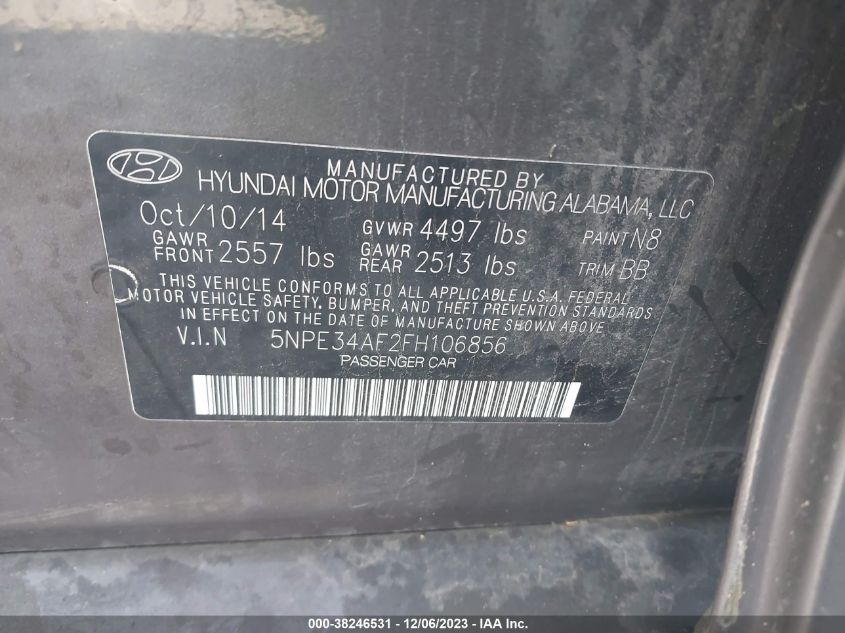 MANUFACTURED BY
HYUNDAI MOTOR MANUFACTURING ALABAMA, LLC
Oct/10/14 GVWR 4497 lbs PAINT N8
GAWR FRONT 2557 lbs GAWR REAR 2513 lbs TRIM BB
THIS VEHICLE CONFORMS TO ALL APPLICABLE U.S.A. FEDERAL
MOTOR VEHICLE SAFETY, BUMPER, AND THEFT PREVENTION STANDARDS
IN EFFECT ON THE DATE OF MANUFACTURE SHOWN ABOVE.
V.I.N 5NPE34AF2FH106856
PASSENGER CAR
000-38246531 - 12/06/2023 - IAA Inc.